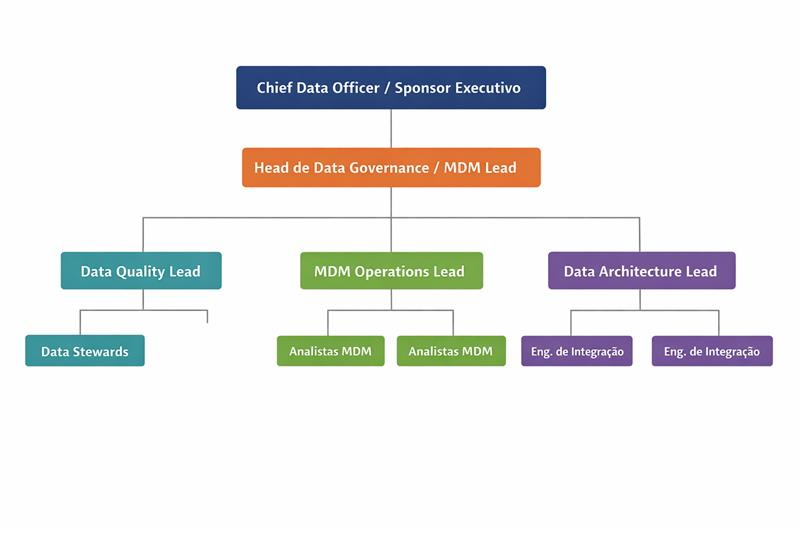 Chief Data Officer / Sponsor Executivo
Head de Data Governance / MDM Lead
Data Quality Lead
MDM Operations Lead
Data Architecture Lead
Data Stewards
Analistas MDM
Analistas MDM
Eng. de Integração
Eng. de Integração